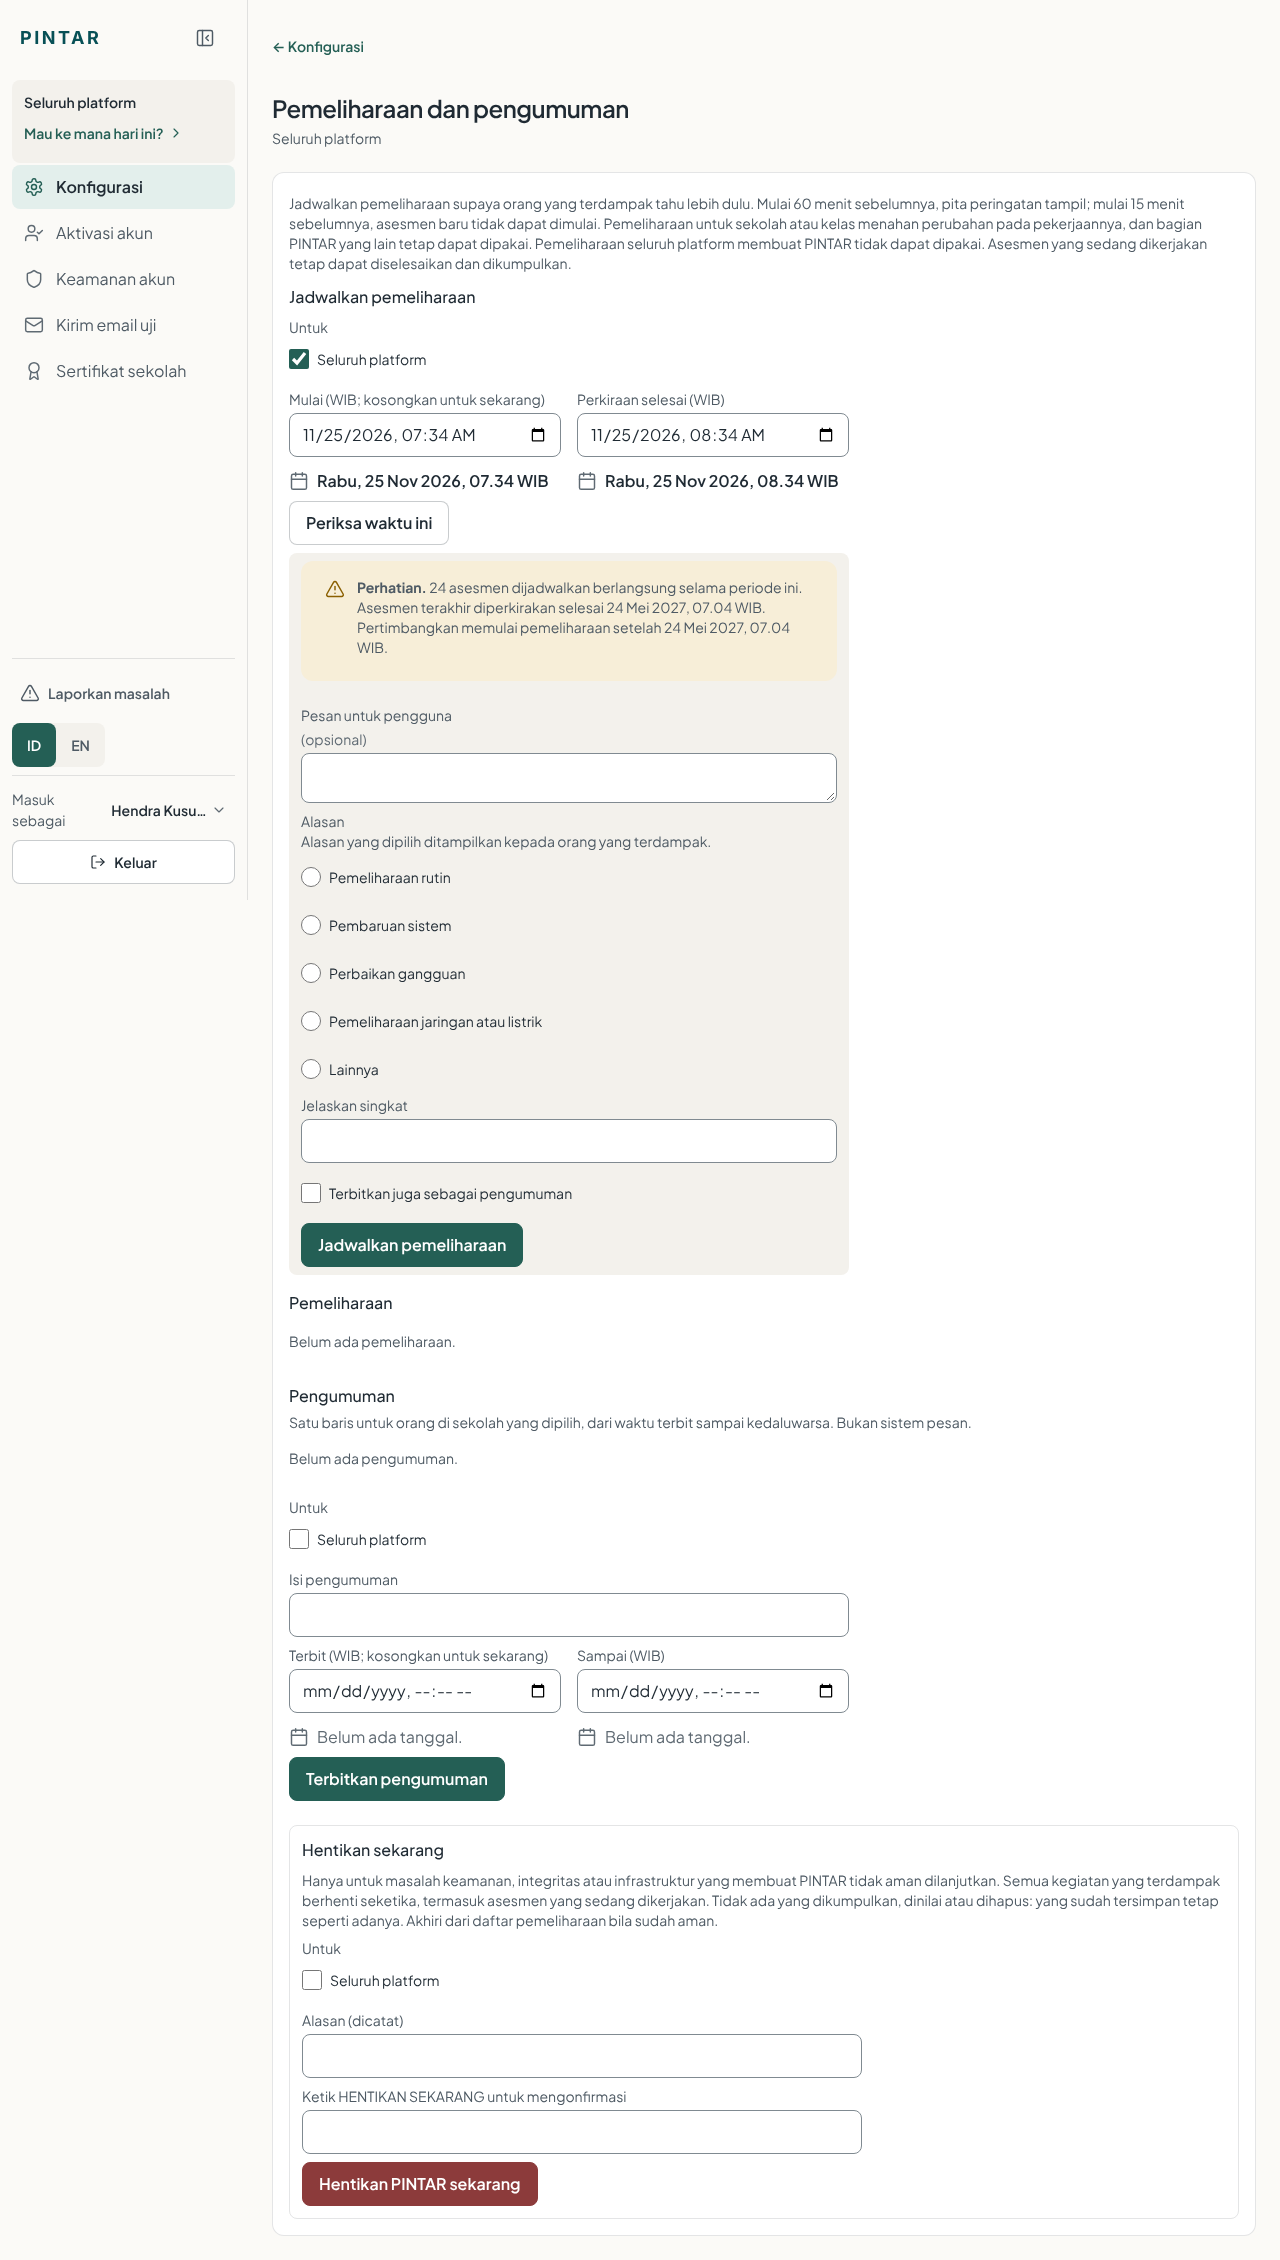 PINTAR
Seluruh platform
Mau ke mana hari ini?
Konfigurasi
Aktivasi akun
Keamanan akun
Kirim email uji
Sertifikat sekolah
Laporkan masalah
ID EN
Masuk sebagai
Hendra Kusu...
Keluar
← Konfigurasi
Pemeliharaan dan pengumuman
Seluruh platform
Jadwalkan pemeliharaan supaya orang yang terdampak tahu lebih dulu. Mulai 60 menit sebelumnya, pita peringatan tampil; mulai 15 menit
sebelumnya, asesmen baru tidak dapat dimulai. Pemeliharaan untuk sekolah atau kelas menahan perubahan pada pekerjaannya, dan bagian
PINTAR yang lain tetap dapat dipakai. Pemeliharaan seluruh platform membuat PINTAR tidak dapat dipakai. Asesmen yang sedang dikerjakan
tetap dapat diselesaikan dan dikumpulkan.
Jadwalkan pemeliharaan
Untuk
Seluruh platform
Mulai (WIB; kosongkan untuk sekarang) Perkiraan selesai (WIB)
11/25/2026, 07:34 AM 11/25/2026, 08:34 AM
Rabu, 25 Nov 2026, 07.34 WIB Rabu, 25 Nov 2026, 08.34 WIB
Periksa waktu ini
Perhatian. 24 asesmen dijadwalkan berlangsung selama periode ini.
Asesmen terakhir diperkirakan selesai 24 Mei 2027, 07.04 WIB.
Pertimbangkan memulai pemeliharaan setelah 24 Mei 2027, 07.04
WIB.
Pesan untuk pengguna
(opsional)
Alasan
Alasan yang dipilih ditampilkan kepada orang yang terdampak.
Pemeliharaan rutin
Pembaruan sistem
Perbaikan gangguan
Pemeliharaan jaringan atau listrik
Lainnya
Jelaskan singkat
Terbitkan juga sebagai pengumuman
Jadwalkan pemeliharaan
Pemeliharaan
Belum ada pemeliharaan.
Pengumuman
Satu baris untuk orang di sekolah yang dipilih, dari waktu terbit sampai kedaluwarsa. Bukan sistem pesan.
Belum ada pengumuman.
Untuk
Seluruh platform
Isi pengumuman
Terbit (WIB; kosongkan untuk sekarang) Sampai (WIB)
mm/dd/yyyy, --:-- -- mm/dd/yyyy, --:-- --
Belum ada tanggal. Belum ada tanggal.
Terbitkan pengumuman
Hentikan sekarang
Hanya untuk masalah keamanan, integritas atau infrastruktur yang membuat PINTAR tidak aman dilanjutkan. Semua kegiatan yang terdampak
berhenti seketika, termasuk asesmen yang sedang dikerjakan. Tidak ada yang dikumpulkan, dinilai atau dihapus: yang sudah tersimpan tetap
seperti adanya. Akhiri dari daftar pemeliharaan bila sudah aman.
Untuk
Seluruh platform
Alasan (dicatat)
Ketik HENTIKAN SEKARANG untuk mengonfirmasi
Hentikan PINTAR sekarang